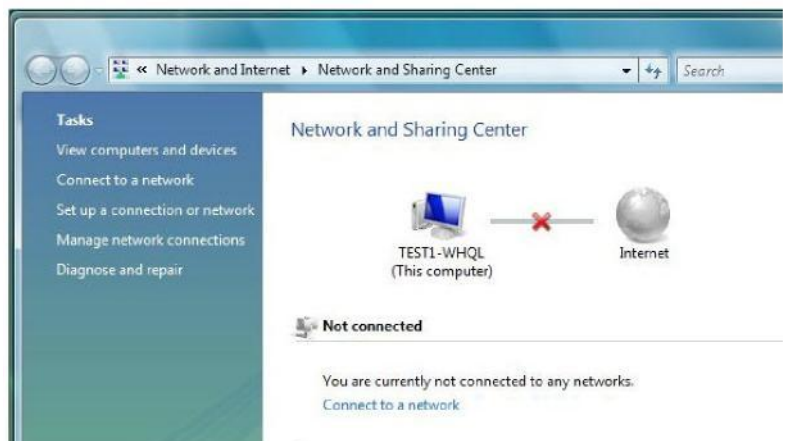 « Network and Internet ▸ Network and Sharing Center
Search
Tasks
View computers and devices
Connect to a network
Set up a connection or network
Manage network connections
Diagnose and repair
Network and Sharing Center
TEST1-WHQL
(This computer)
Internet
Not connected
You are currently not connected to any networks.
Connect to a network